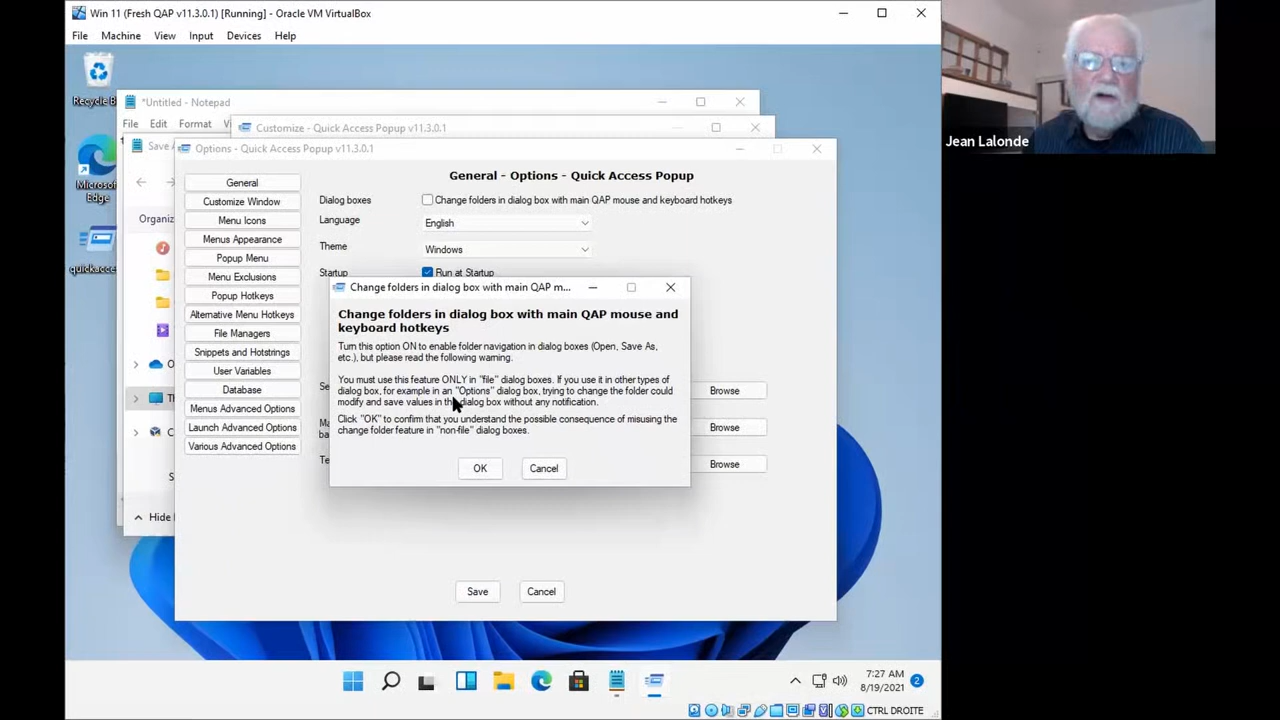 Win 11 (Fresh QAP v11.3.0.1) [Running] - Oracle VM VirtualBox
File Machine View Input Devices Help
Recycle B
*Untitled - Notepad
File Edit Format
Customize - Quick Access Popup v11.3.0.1
Save A
Options - Quick Access Popup v11.3.0.1
Jean Lalonde
Microsof
Edge
Organiz
quickacce
Hide
General
Customize Window
Menu Icons
Menus Appearance
Popup Menu
Menu Exclusions
Popup Hotkeys
Alternative Menu Hotkeys
File Managers
Snippets and Hotstrings
User Variables
Database
Menus Advanced Options
Launch Advanced Options
Various Advanced Options
General - Options - Quick Access Popup
Dialog boxes Change folders in dialog box with main QAP mouse and keyboard hotkeys
Language English
Theme Windows
Startup Run at Startup
Change folders in dialog box with main QAP m...
Change folders in dialog box with main QAP mouse and
keyboard hotkeys
Turn this option ON to enable folder navigation in dialog boxes (Open, Save As,
etc.), but please read the following warning.
You must use this feature ONLY in "file" dialog boxes. If you use it in other types of
dialog box, for example in an "Options" dialog box, trying to change the folder could
modify and save values in the dialog box without any notification.
Click "OK" to confirm that you understand the possible consequence of misusing the
change folder feature in "non-file" dialog boxes.
OK Cancel
Browse
Browse
Browse
Save Cancel
7:27 AM
8/19/2021
2
CTRL DROITE